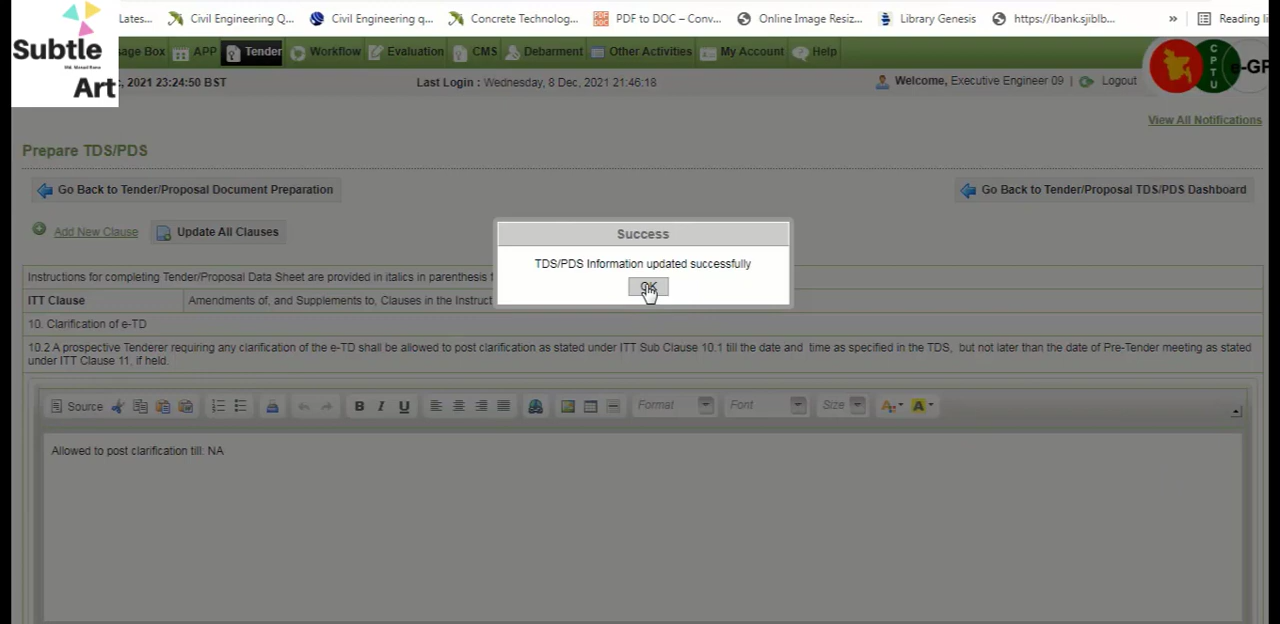 Lates...
Civil Engineering Q...
Civil Engineering q...
Concrete Technolog...
PDF to DOC – Conv...
Online Image Resiz...
Library Genesis
https://ibank.sjiblb...
»
Reading li
Subtle
Art
sage Box
APP
Tender
Workflow
Evaluation
CMS
Debarment
Other Activities
My Account
Help
, 2021 23:24:50 BST
Last Login : Wednesday, 8 Dec, 2021 21:46:18
Welcome, Executive Engineer 09 |
Logout
CPTU
e-GP
View All Notifications
Prepare TDS/PDS
Go Back to Tender/Proposal Document Preparation
Go Back to Tender/Proposal TDS/PDS Dashboard
Add New Clause
Update All Clauses
Success
TDS/PDS Information updated successfully
OK
Instructions for completing Tender/Proposal Data Sheet are provided in italics in parenthesis
ITT Clause
Amendments of, and Supplements to, Clauses in the Instruct
10. Clarification of e-TD
10.2 A prospective Tenderer requiring any clarification of the e-TD shall be allowed to post clarification as stated under ITT Sub Clause 10.1 till the date and time as specified in the TDS, but not later than the date of Pre-Tender meeting as stated
under ITT Clause 11, if held.
Source
B I U
Format
Font
Size
Allowed to post clarification till: NA